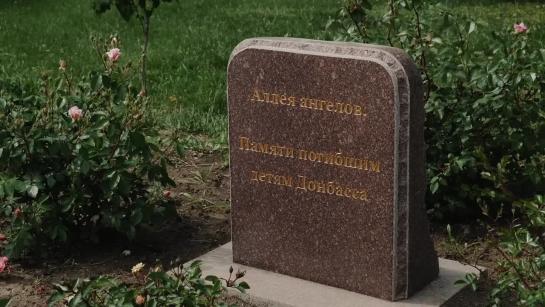 Аллея ангелов.
Памяти погибшим
детям Донбасса